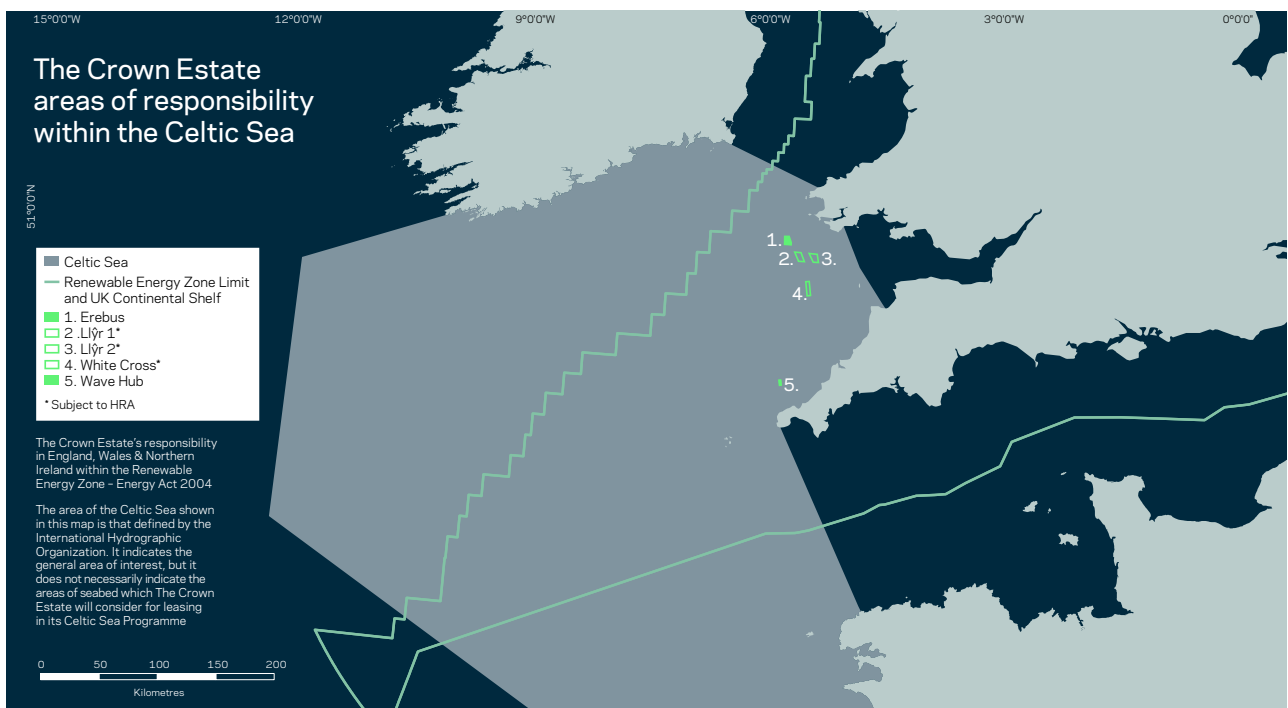 15°0'0"W 12°0'0"W 9°0'0"W 6°0'0"W 3°0'0"W 0°0'0"
The Crown Estate
areas of responsibility
within the Celtic Sea
51°0'0"N
Celtic Sea
Renewable Energy Zone Limit
and UK Continental Shelf
1. Erebus
2 .Llŷr 1*
3. Llŷr 2*
4. White Cross*
5. Wave Hub
* Subject to HRA
The Crown Estate's responsibility
in England, Wales & Northern
Ireland within the Renewable
Energy Zone – Energy Act 2004
The area of the Celtic Sea shown
in this map is that defined by the
International Hydrographic
Organization. It indicates the
general area of interest, but it
does not necessarily indicate the
areas of seabed which The Crown
Estate will consider for leasing
in its Celtic Sea Programme
0 50 100 150 200
Kilometres
1.
2.
3.
4.
5.